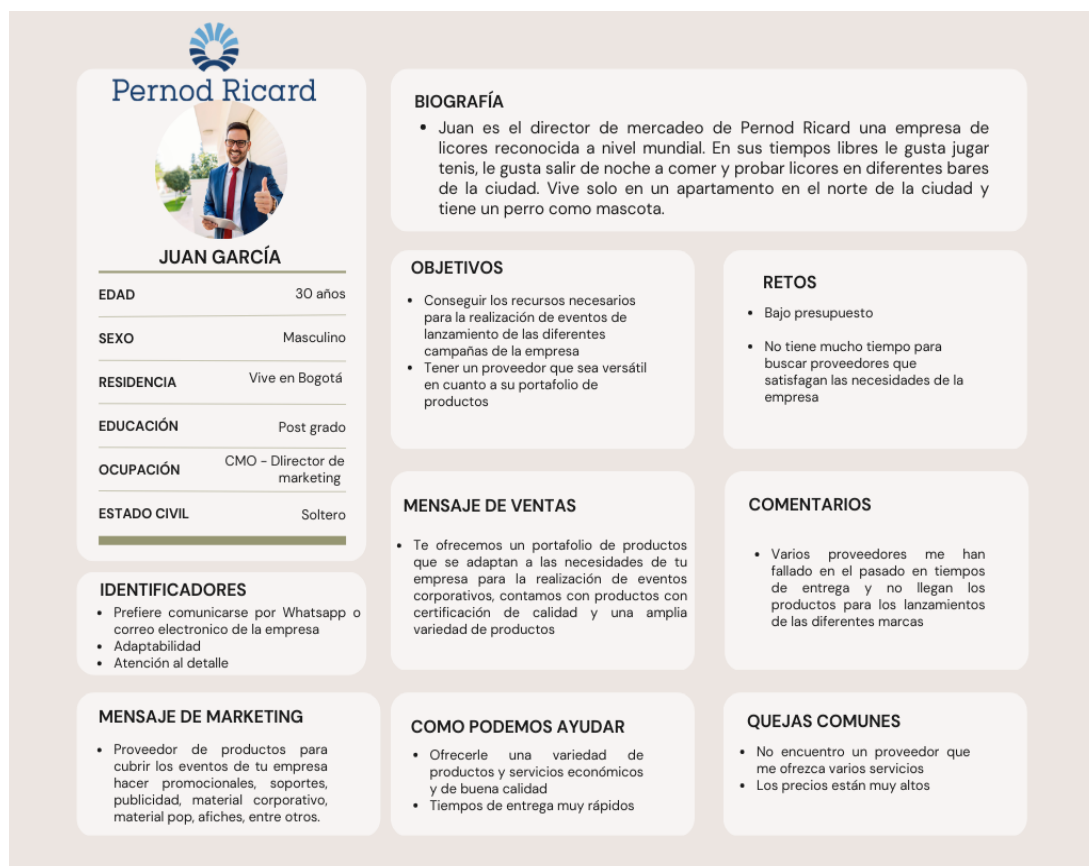 Pernod Ricard
JUAN GARCÍA
EDAD 30 años
SEXO Masculino
RESIDENCIA Vive en Bogotá
EDUCACIÓN Post grado
OCUPACIÓN CMO - DIirector de
marketing
ESTADO CIVIL Soltero
IDENTIFICADORES
• Prefiere comunicarse por Whatsapp o
correo electronico de la empresa
• Adaptabilidad
• Atención al detalle
MENSAJE DE MARKETING
• Proveedor de productos para
cubrir los eventos de tu empresa
hacer promocionales, soportes,
publicidad, material corporativo,
material pop, afiches, entre otros.
BIOGRAFÍA
• Juan es el director de mercadeo de Pernod Ricard una empresa de
licores reconocida a nivel mundial. En sus tiempos libres le gusta jugar
tenis, le gusta salir de noche a comer y probar licores en diferentes bares
de la ciudad. Vive solo en un apartamento en el norte de la ciudad y
tiene un perro como mascota.
OBJETIVOS
• Conseguir los recursos necesarios
para la realización de eventos de
lanzamiento de las diferentes
campañas de la empresa
• Tener un proveedor que sea versátil
en cuanto a su portafolio de
productos
RETOS
• Bajo presupuesto
• No tiene mucho tiempo para
buscar proveedores que
satisfagan las necesidades de la
empresa
MENSAJE DE VENTAS
• Te ofrecemos un portafolio de productos
que se adaptan a las necesidades de tu
empresa para la realización de eventos
corporativos, contamos con productos con
certificación de calidad y una amplia
variedad de productos
COMENTARIOS
• Varios proveedores me han
fallado en el pasado en tiempos
de entrega y no llegan los
productos para los lanzamientos
de las diferentes marcas
COMO PODEMOS AYUDAR
• Ofrecerle una variedad de
productos y servicios económicos
y de buena calidad
• Tiempos de entrega muy rápidos
QUEJAS COMUNES
• No encuentro un proveedor que
me ofrezca varios servicios
• Los precios están muy altos